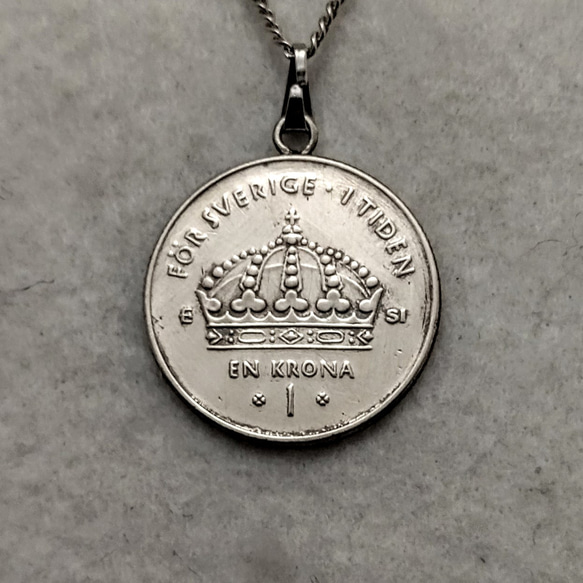 FÖR SVERIGE · I TIDEN
E SI
EN KRONA
1